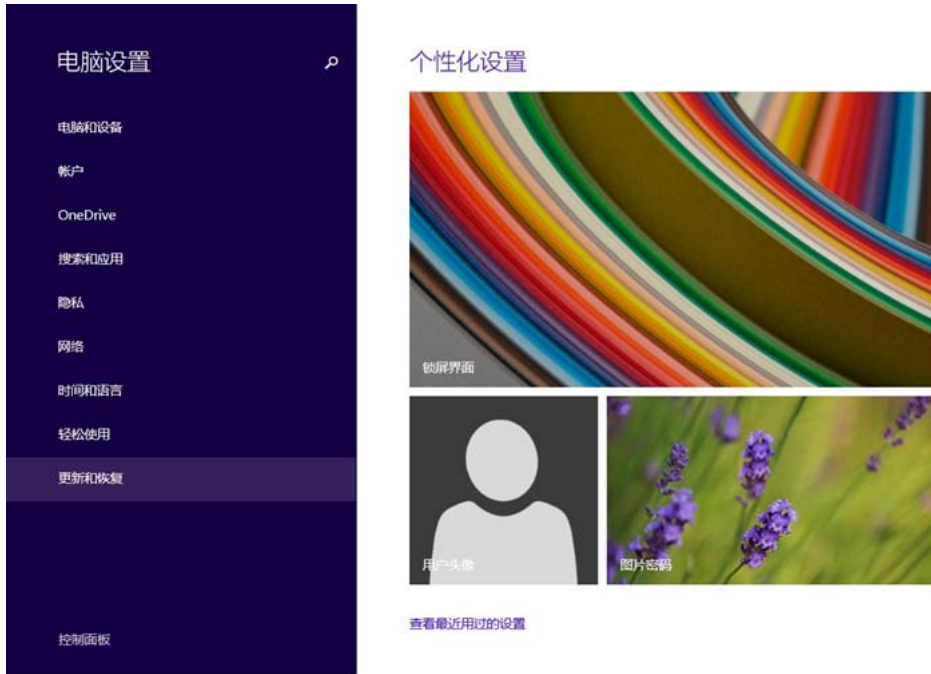 电脑设置
电脑和设备
帐户
OneDrive
搜索和应用
隐私
网络
时间和语言
轻松使用
更新和恢复
控制面板
个性化设置
锁屏界面
用户头像
图片密码
查看最近用过的设置